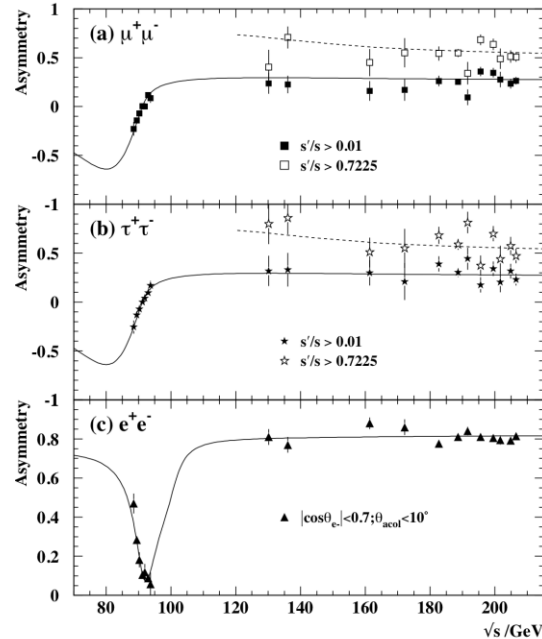 Asymmetry
1
(a) μ⁺μ⁻
0.5
0
s′/s > 0.01
s′/s > 0.7225
-0.5
-1
Asymmetry
(b) τ⁺τ⁻
0.5
0
s′/s > 0.01
s′/s > 0.7225
-0.5
1
Asymmetry
(c) e⁺e⁻
0.8
0.6
0.4
|cosθe-|<0.7;θacol<10°
0.2
0
80 100 120 140 160 180 200
√s /GeV